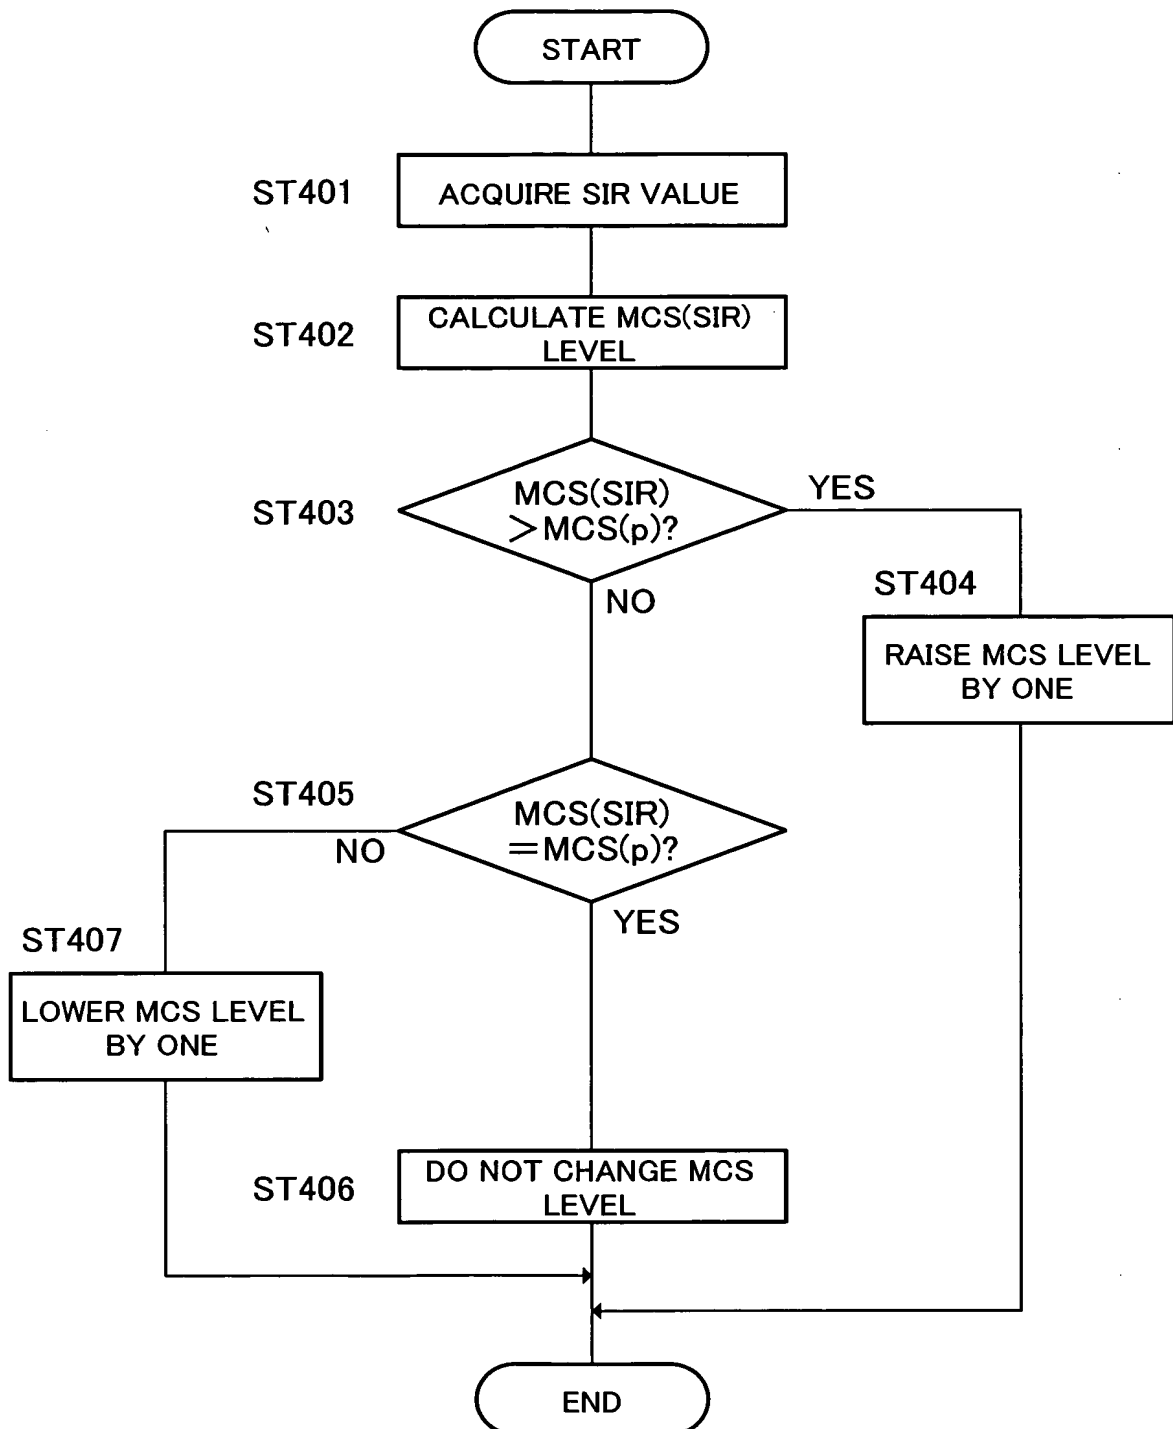 START
ST401
ACQUIRE SIR VALUE
ST402
CALCULATE MCS(SIR)
LEVEL
ST403
MCS(SIR)
>MCS(p)?
YES
NO
ST404
RAISE MCS LEVEL
BY ONE
ST405
MCS(SIR)
=MCS(p)?
NO
YES
ST407
LOWER MCS LEVEL
BY ONE
ST406
DO NOT CHANGE MCS
LEVEL
END